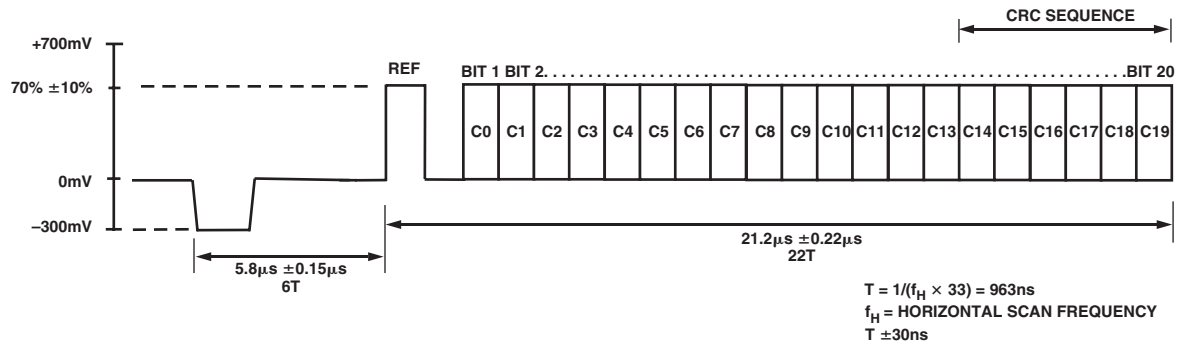 CRC SEQUENCE
+700mV
REF
BIT 1 BIT 2. . . . . . . . . . . . . . . . . . . . . . . . . . . . . . . . . . . . . . . . . . . . . . . . . . . . . . . . . . . . . . . . . . . . . . .BIT 20
70% ±10%
C0 C1 C2 C3 C4 C5 C6 C7 C8 C9 C10 C11 C12 C13 C14 C15 C16 C17 C18 C19
0mV
–300mV
21.2μs ±0.22μs
22T
5.8μs ±0.15μs
6T
T = 1/(fH × 33) = 963ns
fH = HORIZONTAL SCAN FREQUENCY
T ±30ns